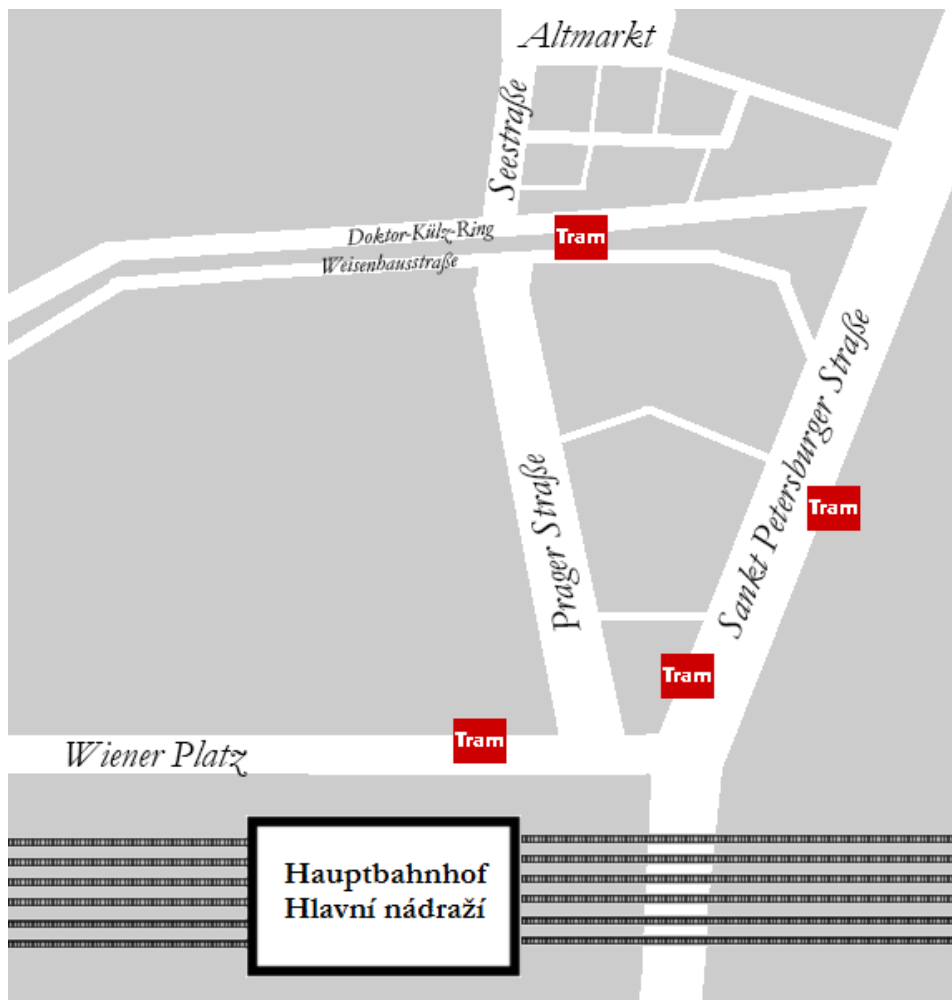 Altmarkt
Seestraße
Doktor-Külz-Ring
Tram
Weisenhausstraße
Sankt Petersburger Straße
Prager Straße
Tram
Tram
Tram
Wiener Platz
Hauptbahnhof
Hlavní nádraží